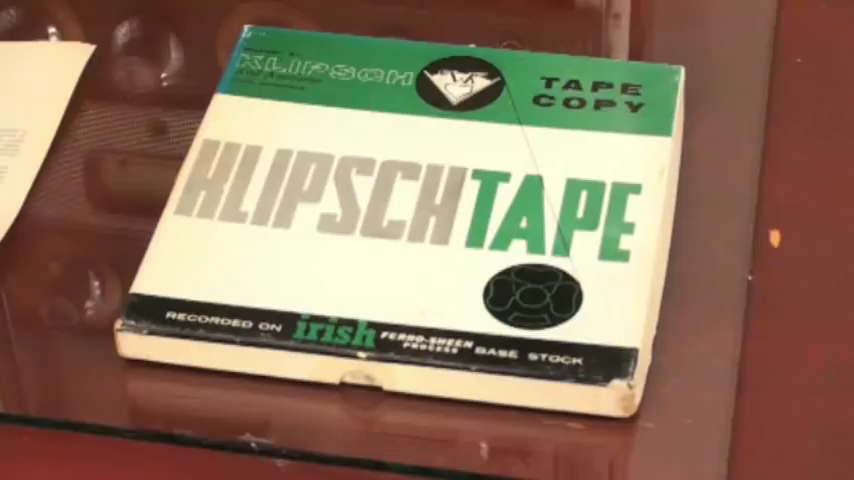 KLIPSCH
TAPE
COPY
KLIPSCHTAPE
RECORDED ON irish FERRO-SHEEN PROCESS BASE STOCK